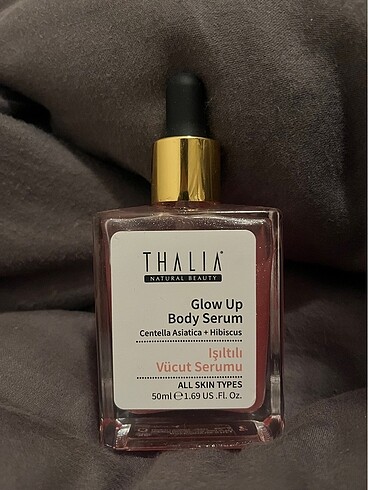 THALIA®
NATURAL BEAUTY
Glow Up
Body Serum
Centella Asiatica + Hibiscus
Işıltılı
Vücut Serumu
ALL SKIN TYPES
50ml ℮ 1.69 US .Fl. Oz.